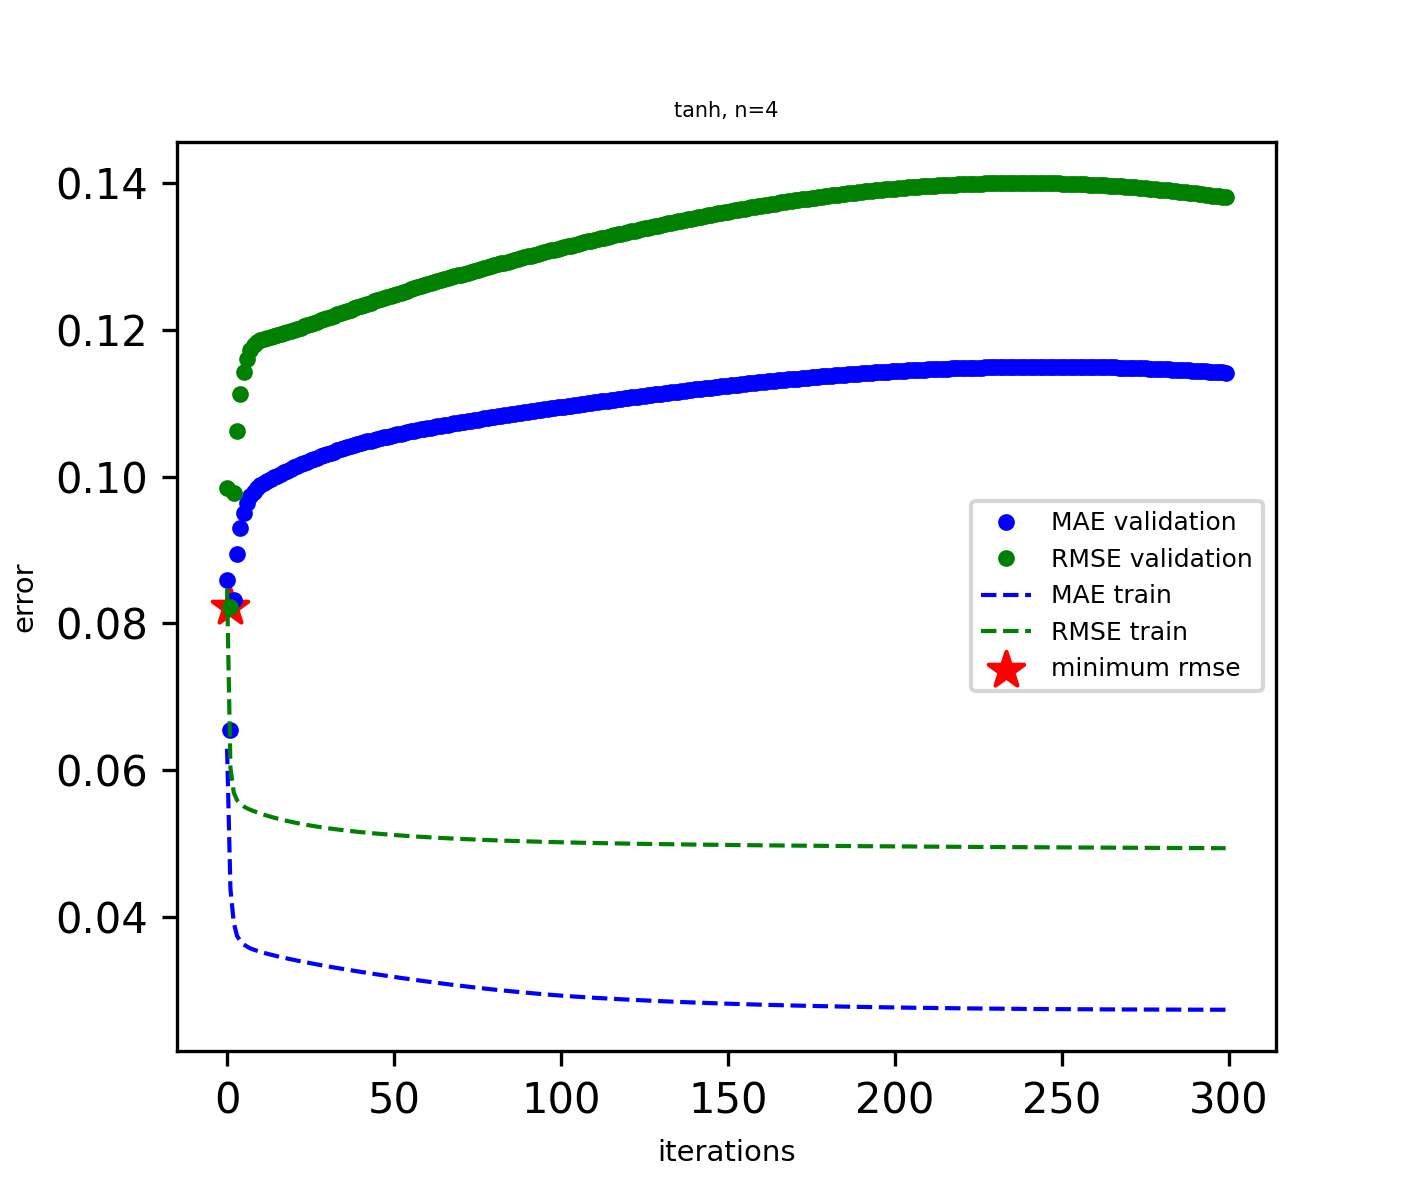 tanh, n=4
0.14
0.12
0.10
0.08
0.06
0.04
error
MAE validation
RMSE validation
MAE train
RMSE train
minimum rmse
0 50 100 150 200 250 300
iterations